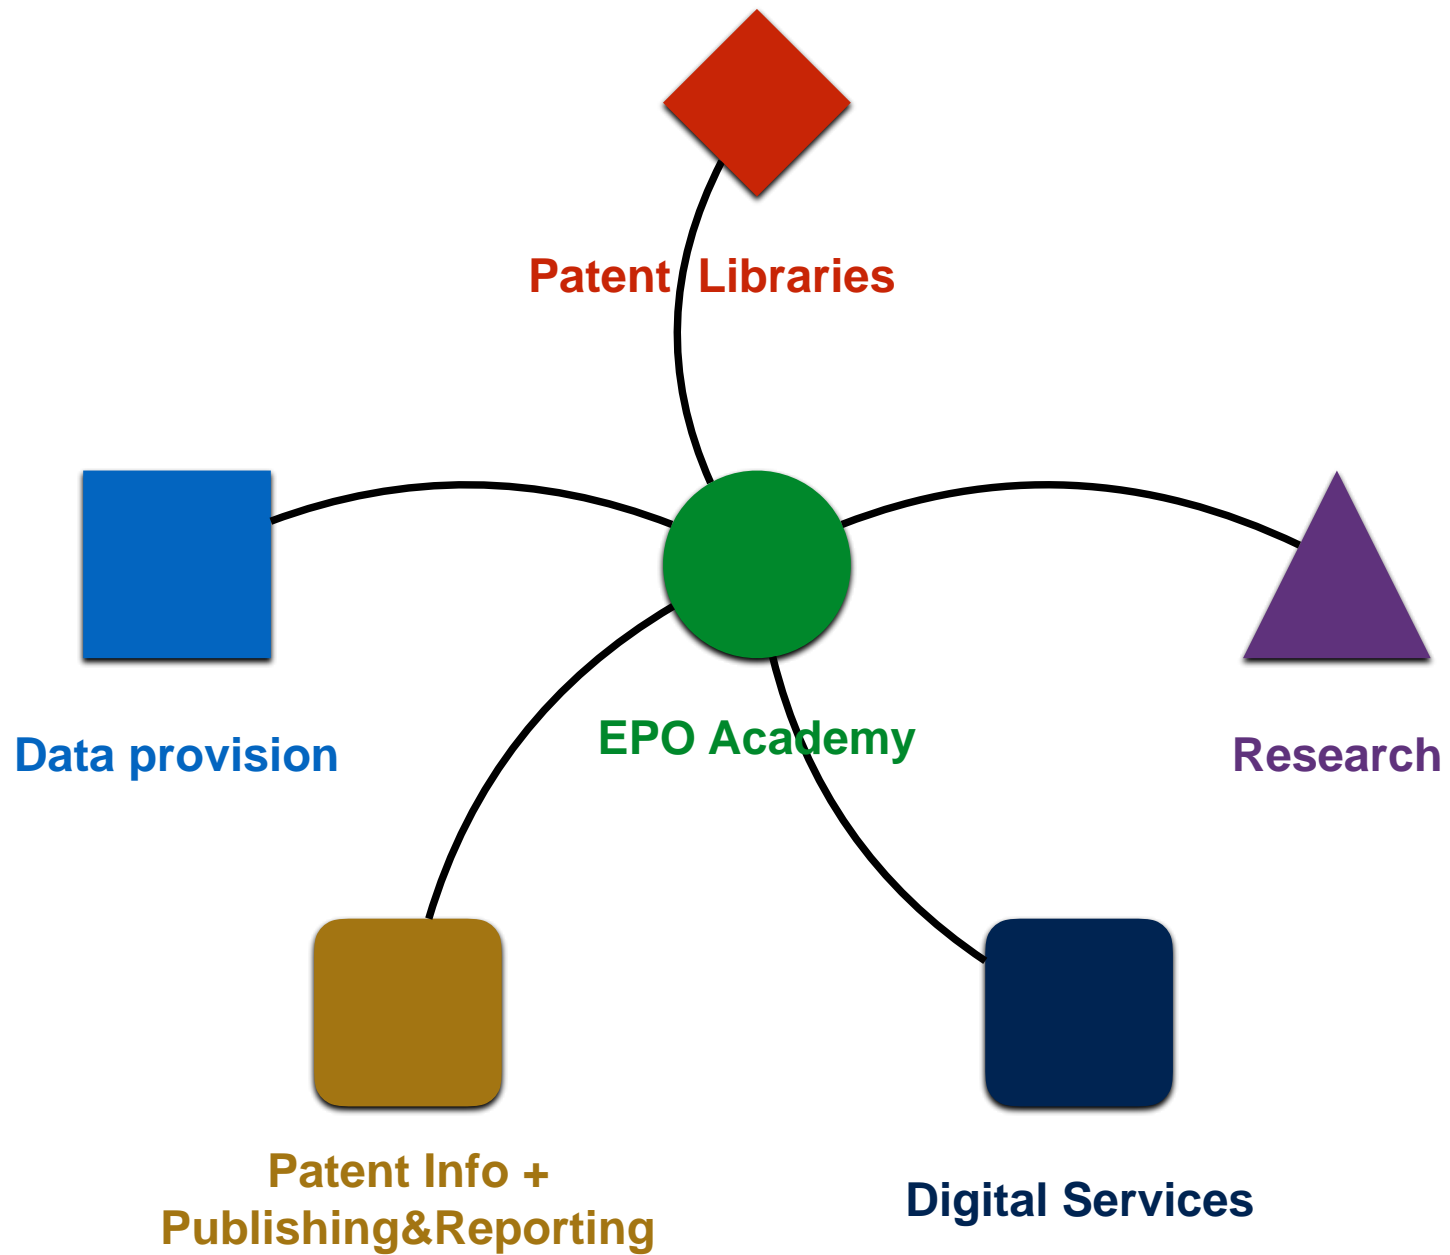 Patent Libraries
EPO Academy
Data provision
Research
Patent Info +
Publishing&Reporting
Digital Services